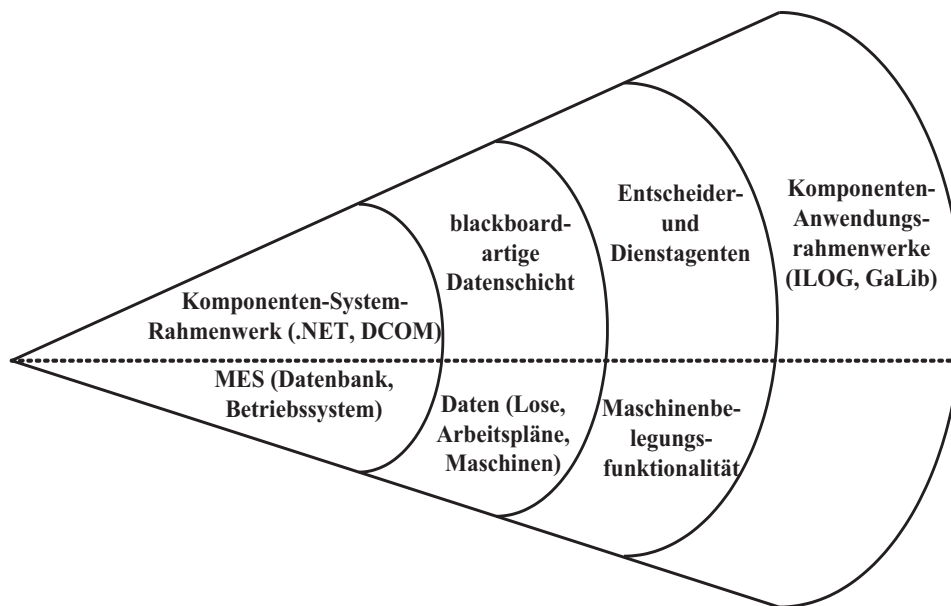 Komponenten-System-
Rahmenwerk (.NET, DCOM)
MES (Datenbank,
Betriebssystem)
blackboard-
artige
Datenschicht
Daten (Lose,
Arbeitspläne,
Maschinen)
Entscheider-
und
Dienstagenten
Maschinenbe-
legungs-
funktionalität
Komponenten-
Anwendungs-
rahmenwerke
(ILOG, GaLib)